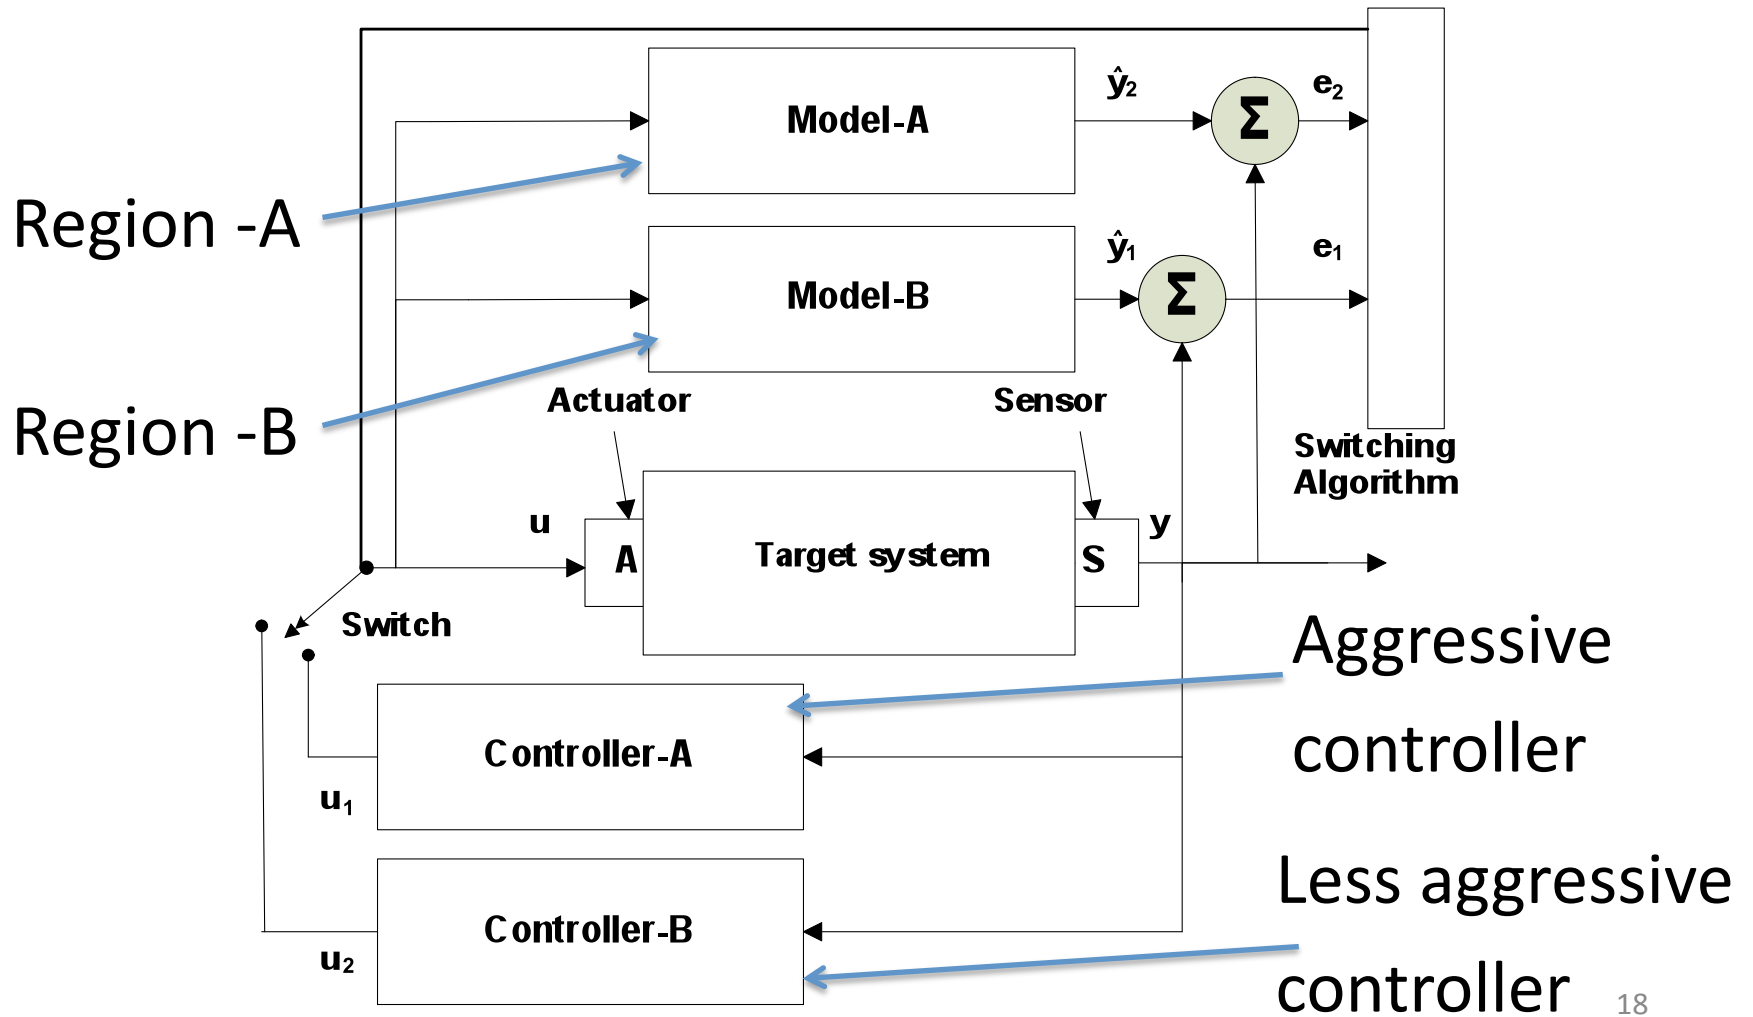 ŷ₂
e₂
Model-A
Region -A
ŷ₁
e₁
Model-B
Actuator
Sensor
Region -B
Switching
Algorithm
u
y
A
Target system
S
Σ
Σ
Switch
Aggressive
controller
Controller-A
u₁
Less aggressive
controller
Controller-B
u₂
18